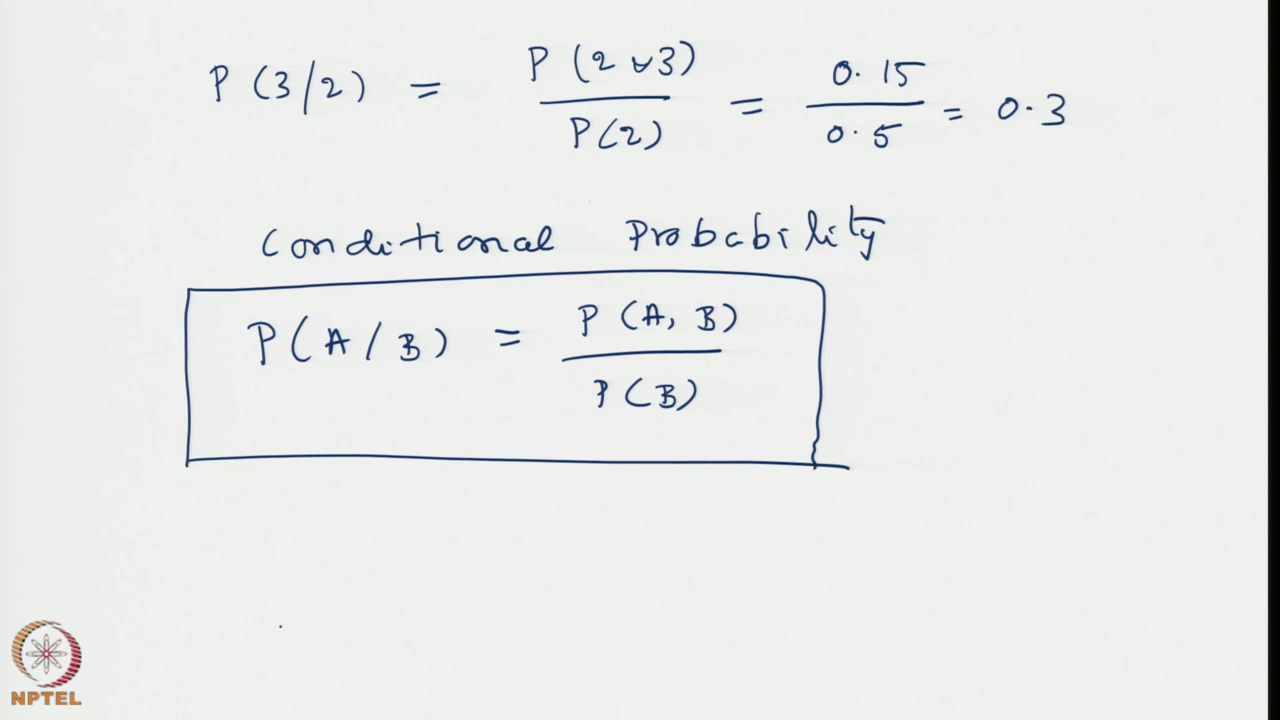 P (3/2) = P (2 v 3) / P(2) = 0.15 / 0.5 = 0.3
Conditional Probability
P(A/B) = P (A, B) / P(B)
NPTEL